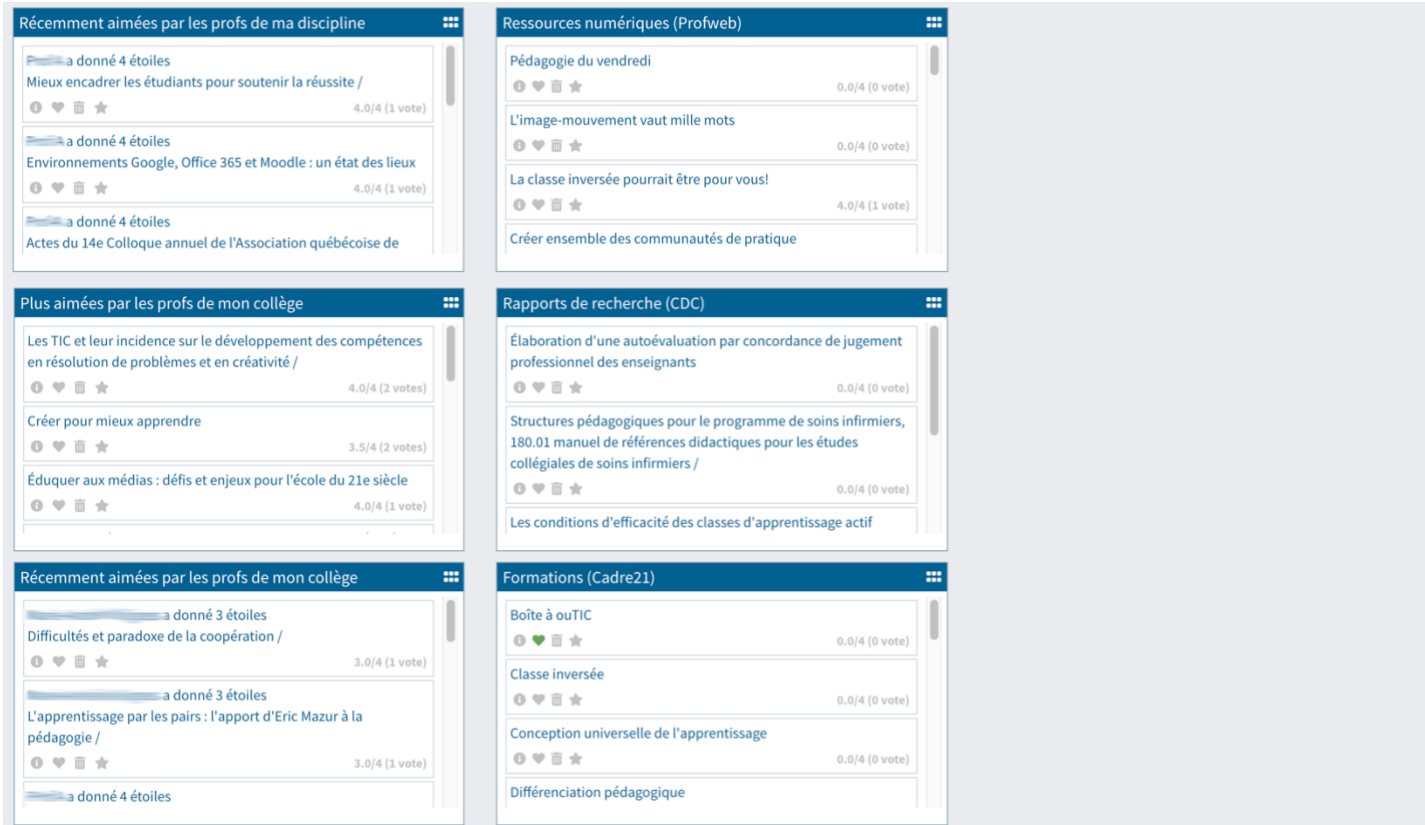 Récemment aimées par les profs de ma discipline
a donné 4 étoiles
Mieux encadrer les étudiants pour soutenir la réussite /
4.0/4 (1 vote)
a donné 4 étoiles
Environnements Google, Office 365 et Moodle : un état des lieux
4.0/4 (1 vote)
a donné 4 étoiles
Actes du 14e Colloque annuel de l'Association québécoise de
Ressources numériques (Profweb)
Pédagogie du vendredi
0.0/4 (0 vote)
L'image-mouvement vaut mille mots
0.0/4 (0 vote)
La classe inversée pourrait être pour vous!
4.0/4 (1 vote)
Créer ensemble des communautés de pratique
Plus aimées par les profs de mon collège
Les TIC et leur incidence sur le développement des compétences
en résolution de problèmes et en créativité /
4.0/4 (2 votes)
Créer pour mieux apprendre
3.5/4 (2 votes)
Éduquer aux médias : défis et enjeux pour l'école du 21e siècle
4.0/4 (1 vote)
Rapports de recherche (CDC)
Élaboration d'une autoévaluation par concordance de jugement
professionnel des enseignants
0.0/4 (0 vote)
Structures pédagogiques pour le programme de soins infirmiers,
180.01 manuel de références didactiques pour les études
collégiales de soins infirmiers /
0.0/4 (0 vote)
Les conditions d'efficacité des classes d'apprentissage actif
Récemment aimées par les profs de mon collège
a donné 3 étoiles
Difficultés et paradoxe de la coopération /
3.0/4 (1 vote)
a donné 3 étoiles
L'apprentissage par les pairs : l'apport d'Eric Mazur à la
pédagogie /
3.0/4 (1 vote)
a donné 4 étoiles
Formations (Cadre21)
Boîte à ouTIC
0.0/4 (0 vote)
Classe inversée
0.0/4 (0 vote)
Conception universelle de l'apprentissage
0.0/4 (0 vote)
Différenciation pédagogique